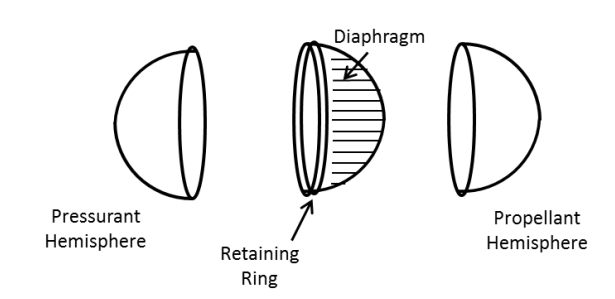 Diaphragm
Pressurant
Hemisphere
Retaining
Ring
Propellant
Hemisphere